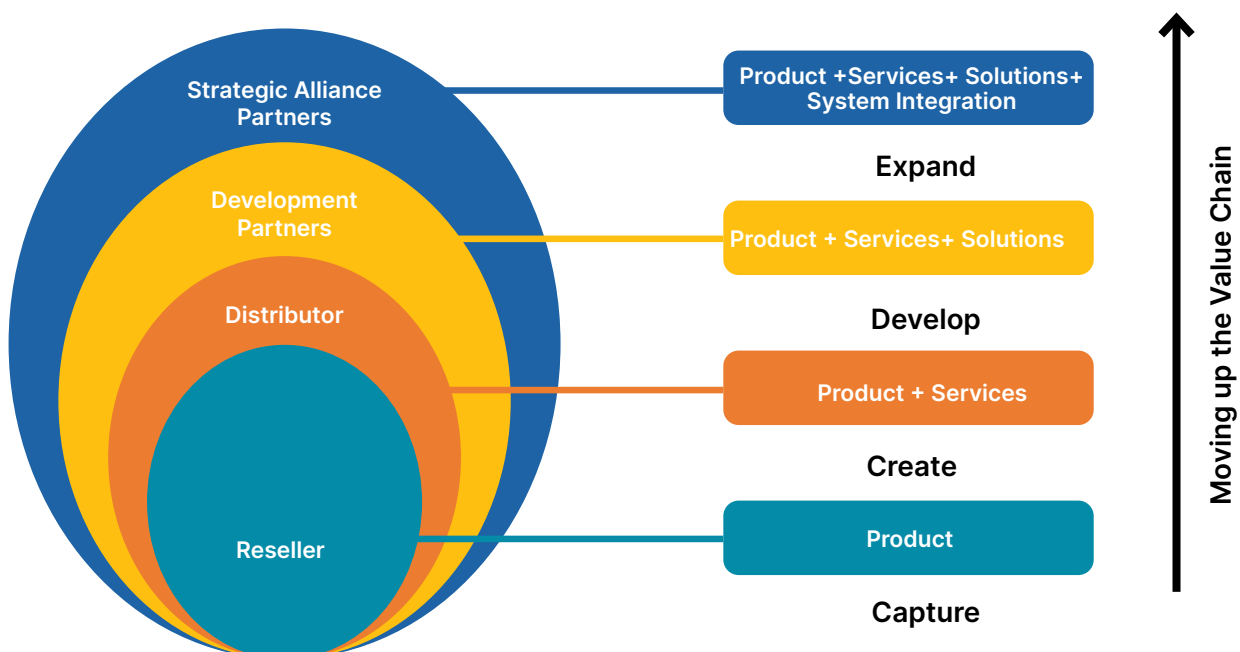 Strategic Alliance
Partners
Product +Services+ Solutions+
System Integration
Expand
Development
Partners
Product + Services+ Solutions
Develop
Distributor
Product + Services
Create
Reseller
Product
Capture
Moving up the Value Chain